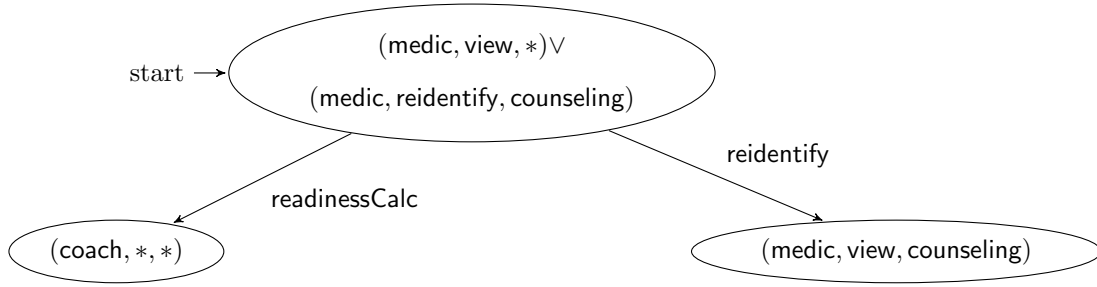 (medic, view, ∗)∨
start
(medic, reidentify, counseling)
reidentify
readinessCalc
(coach, ∗, ∗)
(medic, view, counseling)